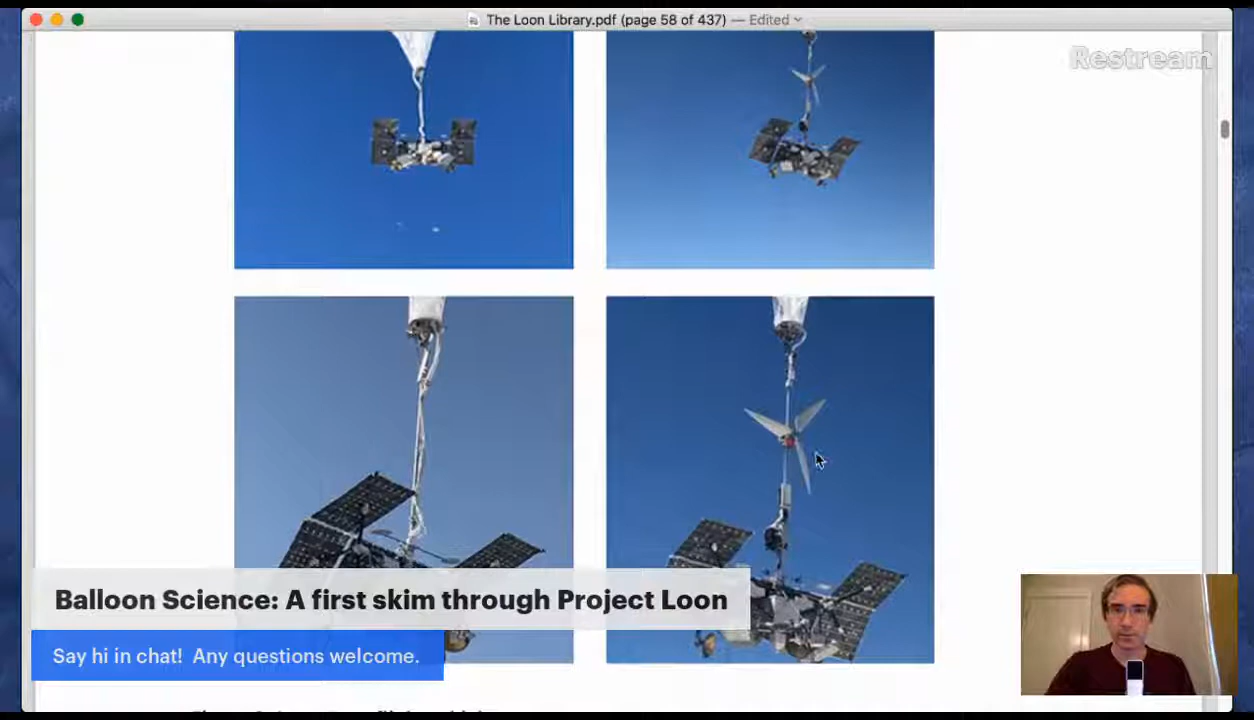 The Loon Library.pdf (page 58 of 437) — Edited
Restream
Balloon Science: A first skim through Project Loon
Say hi in chat! Any questions welcome.